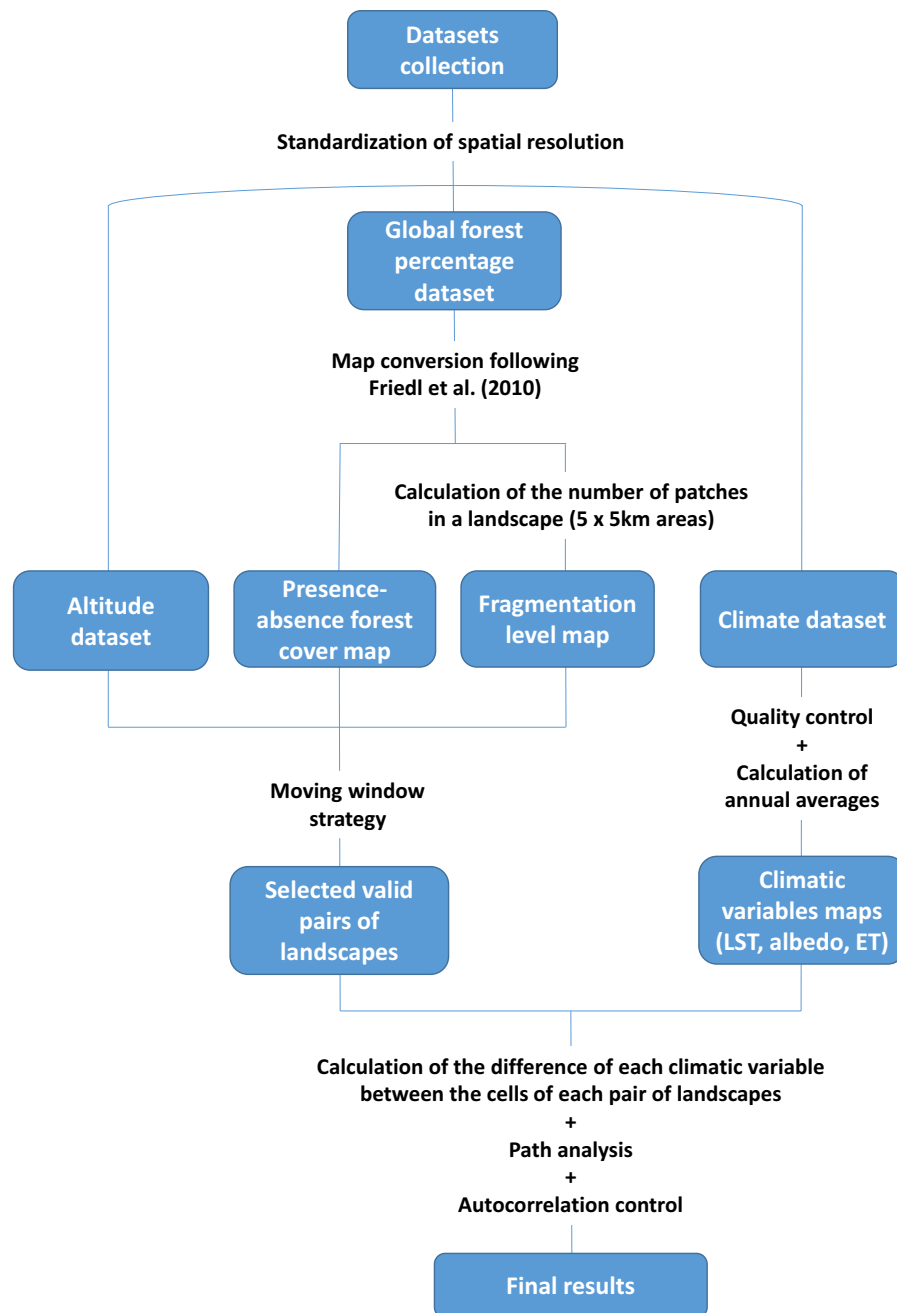 Datasets
collection
Standardization of spatial resolution
Global forest
percentage
dataset
Map conversion following
Friedl et al. (2010)
Calculation of the number of patches
in a landscape (5 x 5km areas)
Altitude
dataset
Presence-
absence forest
cover map
Fragmentation
level map
Climate dataset
Quality control
+
Calculation of
annual averages
Moving window
strategy
Selected valid
pairs of
landscapes
Climatic
variables maps
(LST, albedo, ET)
Calculation of the difference of each climatic variable
between the cells of each pair of landscapes
+
Path analysis
+
Autocorrelation control
Final results